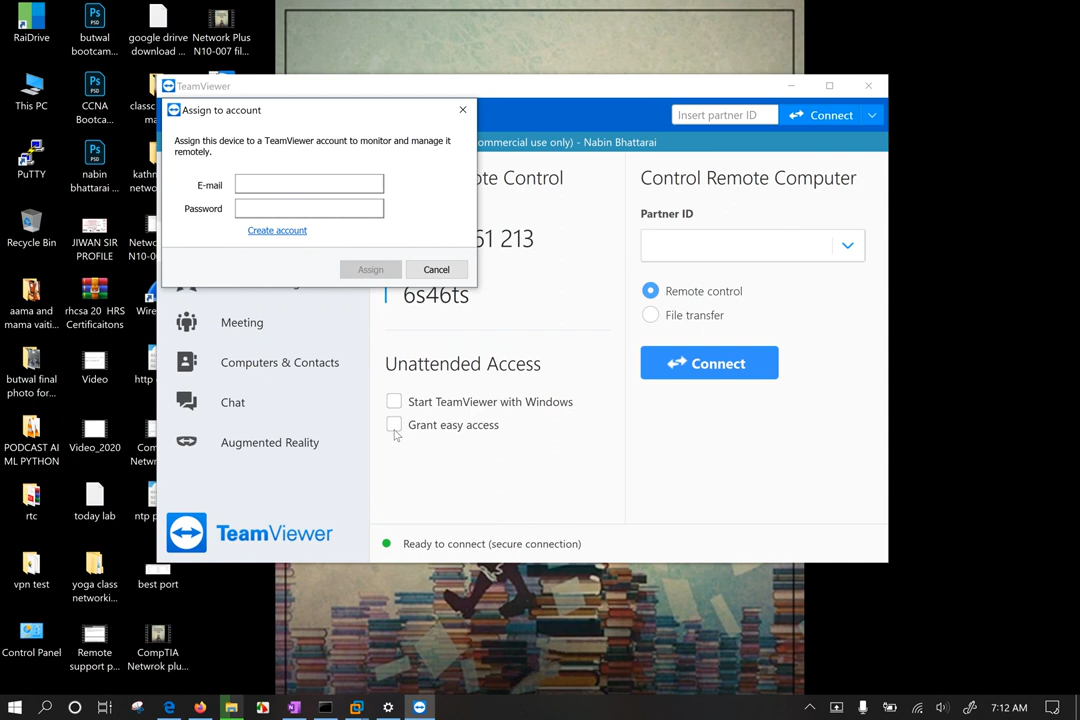 RaiDrive
butwal
bootcam...
google drirve
download ...
Network Plus
N10-007 fil...
This PC
CCNA
Bootca...
PuTTY
nabin
bhattarai ...
Recycle Bin
JIWAN SIR
PROFILE
aama and
mama vaiti...
rhcsa 20 HRS
Certificaitons
butwal final
photo for...
Video
PODCAST AI
ML PYTHON
Video_2020
rtc
today lab
vpn test
yoga class
networki...
best port
Control Panel
Remote
support p...
CompTIA
Netwrok plu...
TeamViewer
Assign to account
Assign this device to a TeamViewer account to monitor and manage it
remotely.
E-mail
Password
Create account
Assign
Cancel
Insert partner ID
Connect
ommercial use only) - Nabin Bhattarai
ote Control
213
6s46ts
Meeting
Computers & Contacts
Chat
Augmented Reality
TeamViewer
Unattended Access
Start TeamViewer with Windows
Grant easy access
Control Remote Computer
Partner ID
Remote control
File transfer
Connect
Ready to connect (secure connection)
7:12 AM